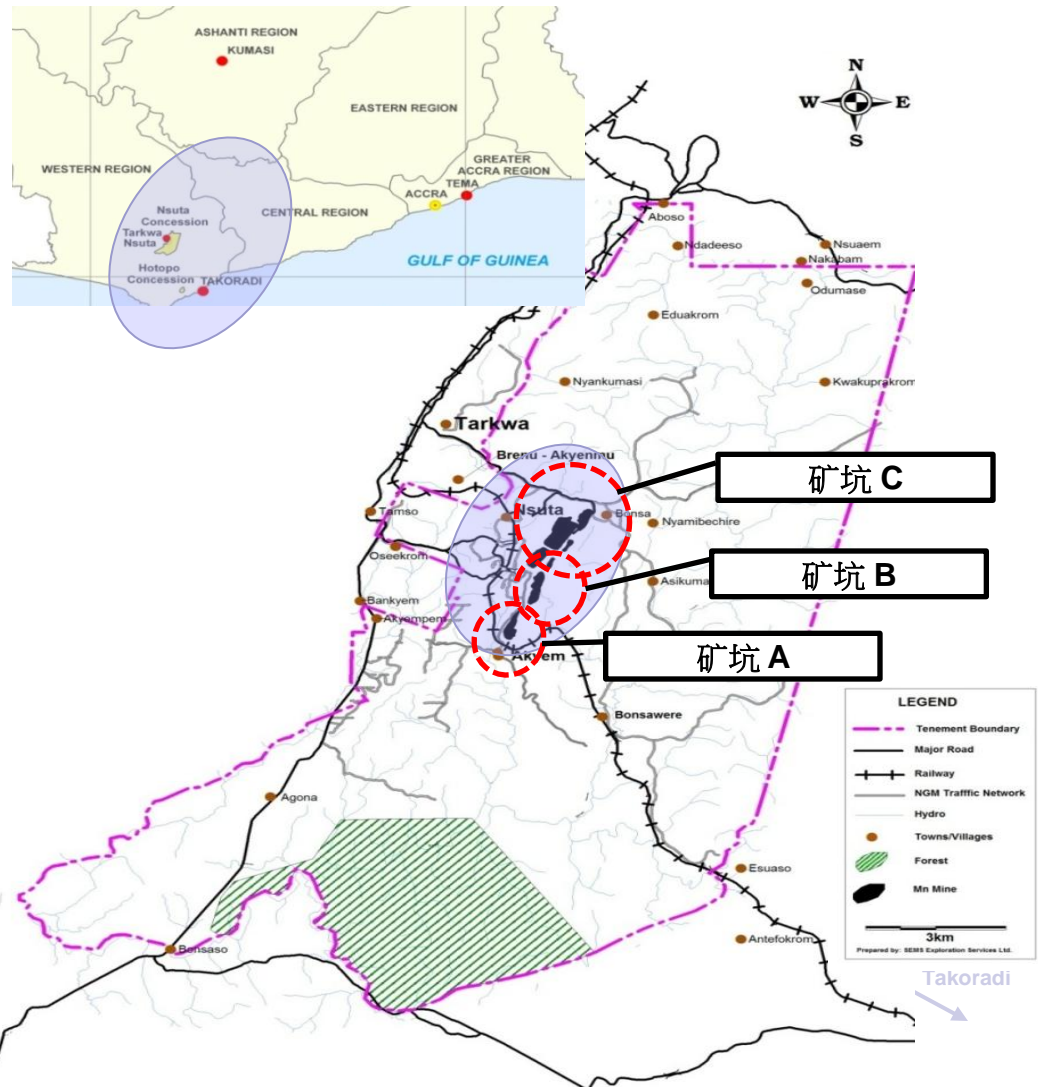 ASHANTI REGION
KUMASI
EASTERN REGION
WESTERN REGION
GREATER
ACCRA REGION
TEMA
ACCRA
CENTRAL REGION
Nsuta
Concession
Tarkwa
Nsuta
Hotopo
Concession
TAKORADI
GULF OF GUINEA
N
W
E
S
Aboso
Ndadeeso
Nsuaem
Nakabam
Odumase
Eduakrom
Nyankumasi
Kwakuprakrom
Tarkwa
Brenu - Akyenmu
矿坑 C
Tamso
Nsuta
Bonsa
Nyamibechire
Oseekrom
矿坑 B
Asikuma
Bankyem
Akyempem
矿坑 A
Akyem
Bonsawere
LEGEND
Tenement Boundary
Major Road
Railway
NGM Trafffic Network
Hydro
Towns/Villages
Forest
Mn Mine
3km
Prepared by: SEMS Exploration Services Ltd.
Agona
Esuaso
Bonsaso
Antefokrom
Takoradi